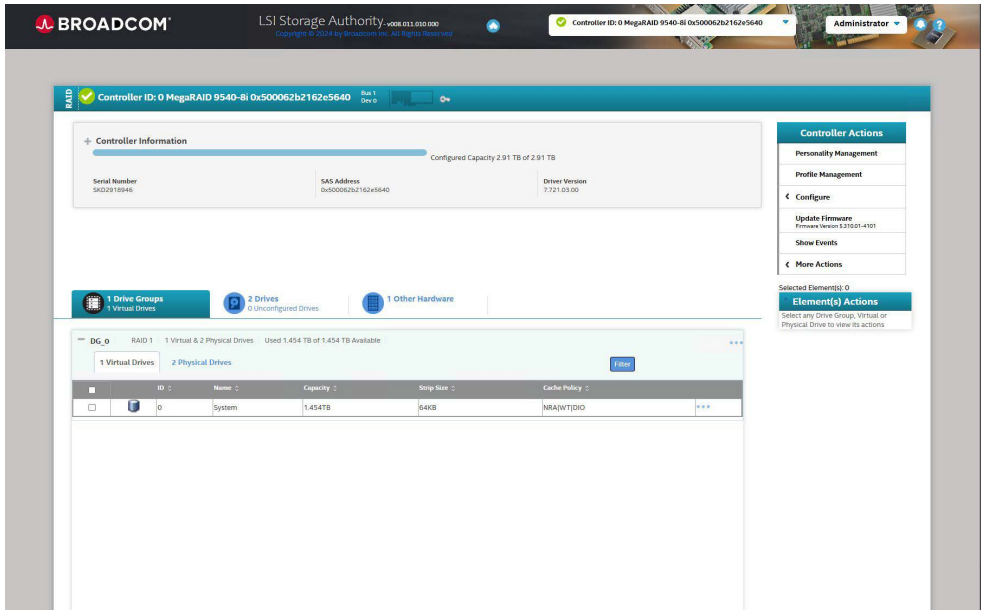 BROADCOM®
LSI Storage Authority-v008.011.010.000
Copyright © 2024 by Broadcom Inc. All Rights Reserved
Controller ID: 0 MegaRAID 9540-8i 0x500062b2162e5640
Administrator
?
RAID
Controller ID: 0 MegaRAID 9540-8i 0x500062b2162e5640
Bus 1
Dev 0
Controller Information
Configured Capacity 2.91 TB of 2.91 TB
Serial Number
SKD2918946
SAS Address
0x500062b2162e5640
Driver Version
7.721.03.00
Controller Actions
Personality Management
Profile Management
Configure
Update Firmware
Firmware Version 5.310.01-4101
Show Events
More Actions
Selected Element(s): 0
Element(s) Actions
Select any Drive Group, Virtual or
Physical Drive to view its actions
1 Drive Groups
1 Virtual Drives
2 Drives
0 Unconfigured Drives
1 Other Hardware
DG_0 RAID 1 1 Virtual & 2 Physical Drives Used 1.454 TB of 1.454 TB Available
1 Virtual Drives 2 Physical Drives Filter
ID Name Capacity Strip Size Cache Policy
0 System 1.454TB 64KB NRA|WT|DIO